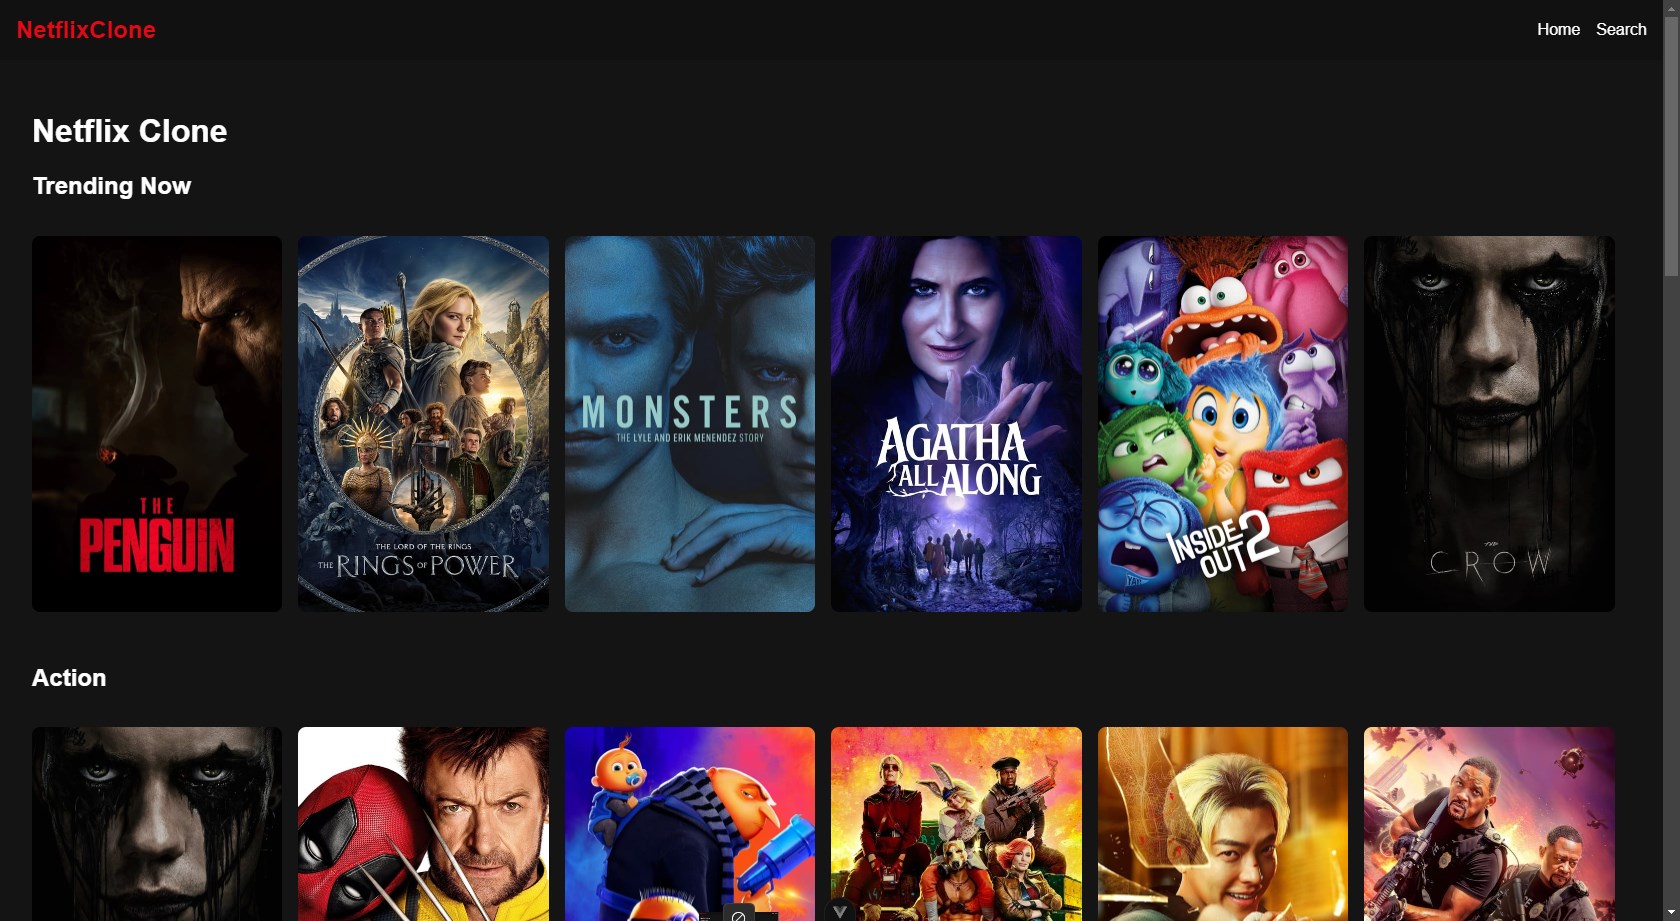 NetflixClone
Home Search
Netflix Clone
Trending Now
THE
PENGUIN
THE LORD OF THE RINGS
THE RINGS OF POWER
MONSTERS
THE LYLE AND ERIK MENENDEZ STORY
AGATHA
ALL ALONG
INSIDE
OUT 2
THE
CROW
Action